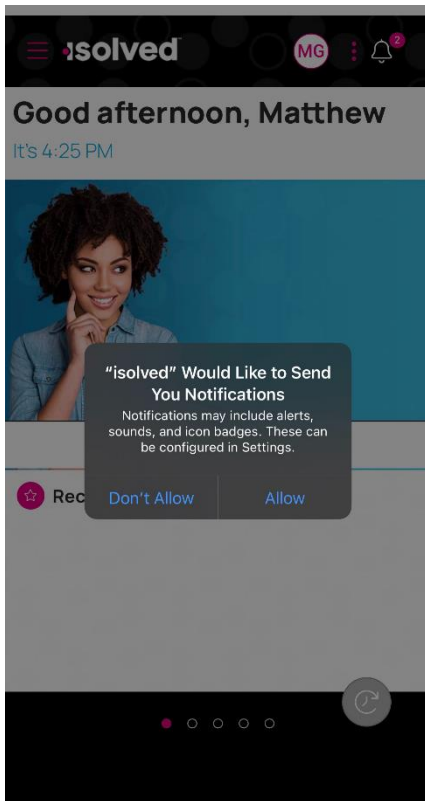 isolved
MG
2
Good afternoon, Matthew
It's 4:25 PM
"isolved" Would Like to Send
You Notifications
Notifications may include alerts,
sounds, and icon badges. These can
be configured in Settings.
Rec
Don't Allow
Allow